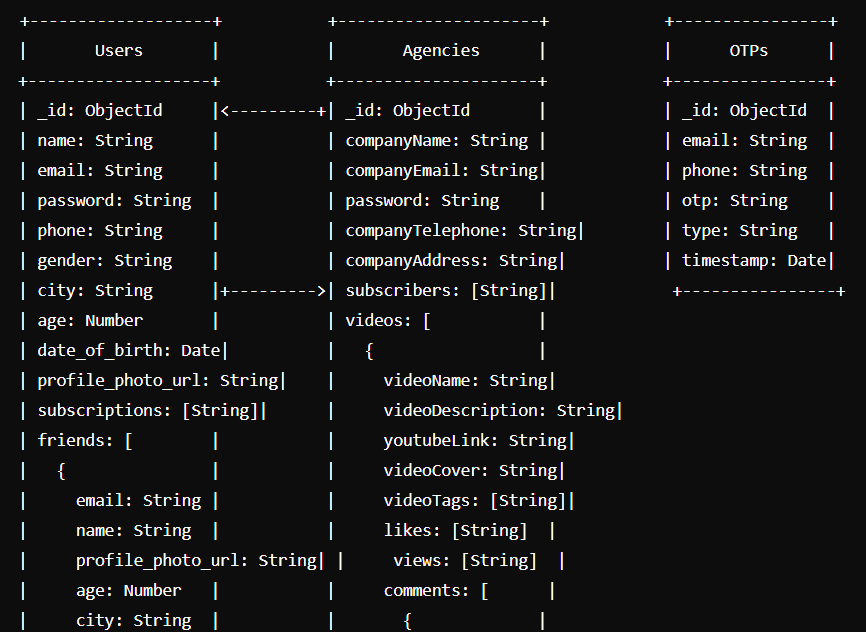 +-------------------+           +---------------------+            +----------------+
|       Users       |           |       Agencies      |            |      OTPs      |
+-------------------+           +---------------------+            +----------------+
| _id: ObjectId     |<---------+| _id: ObjectId       |            | _id: ObjectId  |
| name: String      |           | companyName: String |            | email: String  |
| email: String     |           | companyEmail: String|            | phone: String  |
| password: String  |           | password: String    |            | otp: String    |
| phone: String     |           | companyTelephone: String|        | type: String   |
| gender: String    |           | companyAddress: String|          | timestamp: Date|
| city: String      |+--------->| subscribers: [String]|            +----------------+
| age: Number       |           | videos: [           |
| date_of_birth: Date|          |   {                 |
| profile_photo_url: String|    |     videoName: String|
| subscriptions: [String]|      |     videoDescription: String|
| friends: [        |           |     youtubeLink: String|
|   {               |           |     videoCover: String|
|     email: String |           |     videoTags: [String]|
|     name: String  |           |     likes: [String]  |
|     profile_photo_url: String| |     views: [String]  |
|     age: Number   |           |     comments: [      |
|     city: String  |           |       {             |